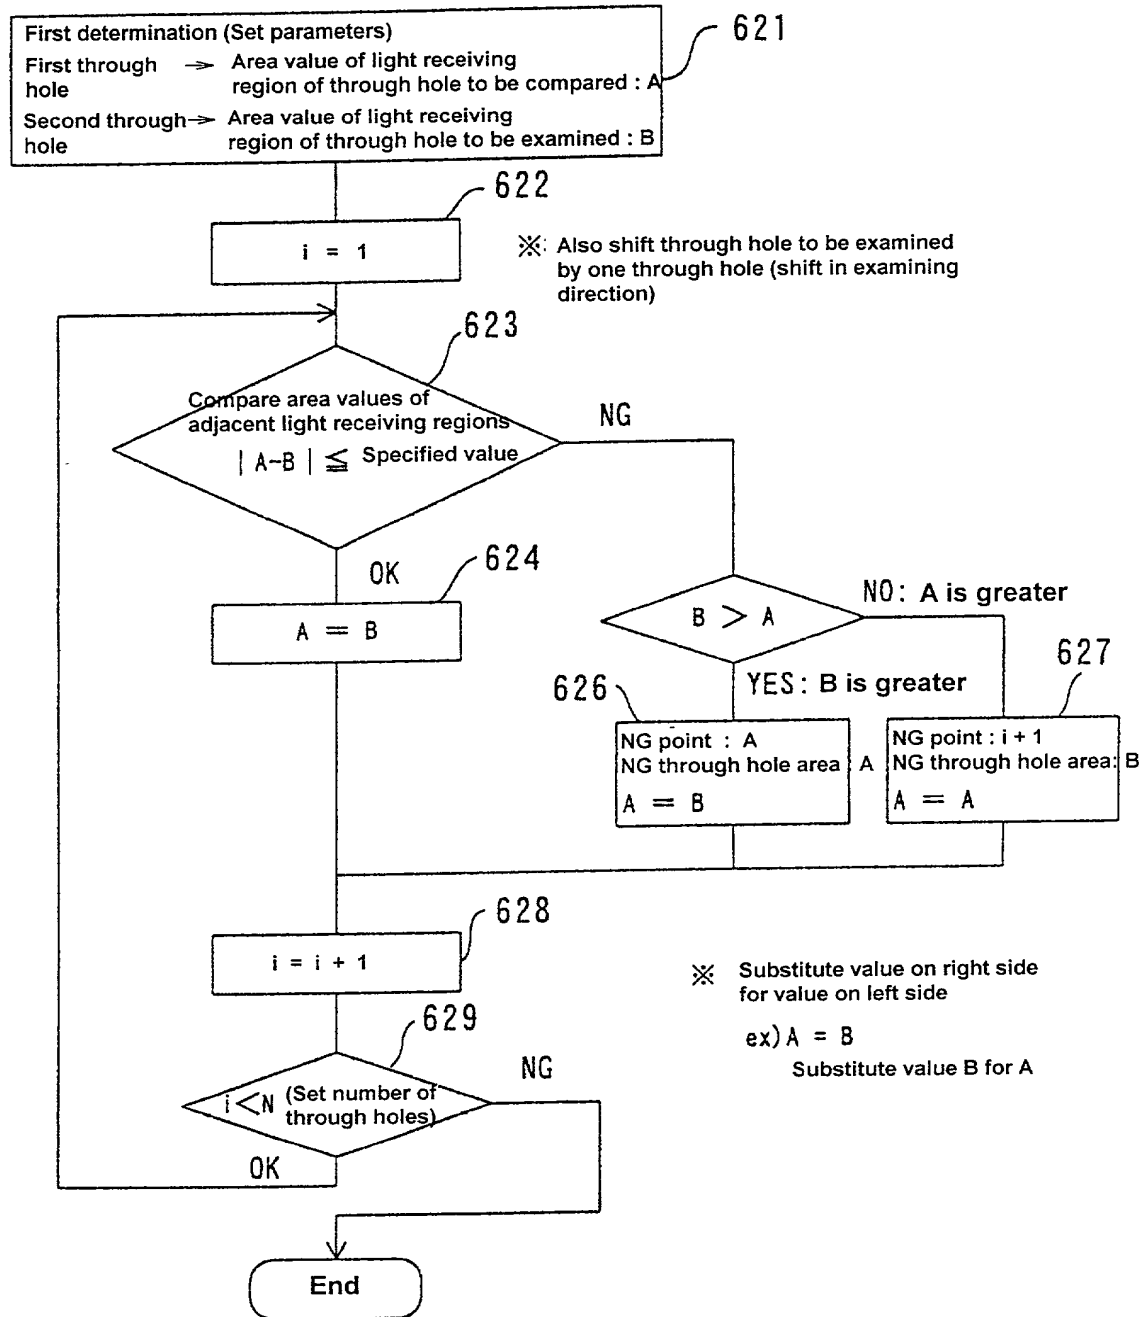 First determination (Set parameters)
First through → Area value of light receiving
hole region of through hole to be compared : A
Second through → Area value of light receiving
hole region of through hole to be examined : B
621
622
i = 1
※: Also shift through hole to be examined
by one through hole (shift in examining
direction)
623
Compare area values of
adjacent light receiving regions
| A-B | ≦ Specified value
NG
OK
624
A = B
B > A
NO: A is greater
YES: B is greater
626
627
NG point : A
NG through hole area : A
A = B
NG point : i + 1
NG through hole area: B
A = A
628
i = i + 1
※ Substitute value on right side
for value on left side
ex) A = B
Substitute value B for A
629
i<N (Set number of
through holes)
NG
OK
End